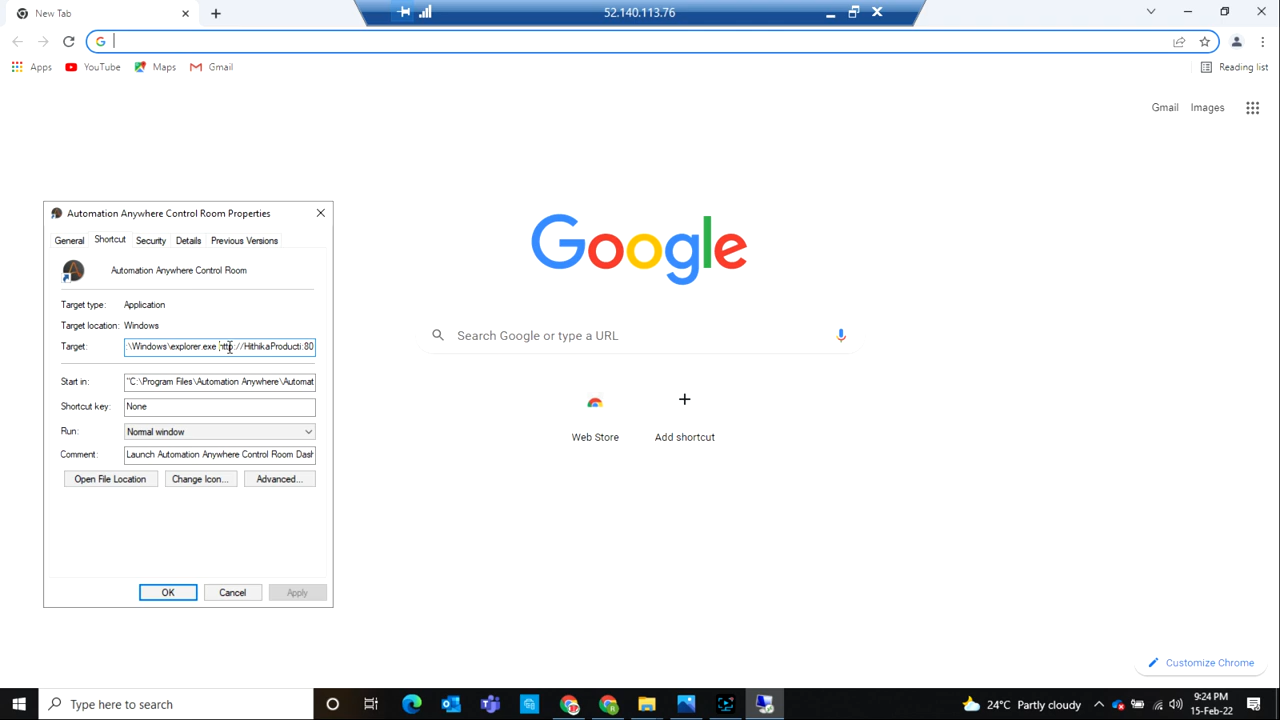 New Tab
52.140.113.76
Apps
YouTube
Maps
Gmail
Reading list
Gmail
Images
Google
Search Google or type a URL
Web Store
Add shortcut
Customize Chrome
Automation Anywhere Control Room Properties
General
Shortcut
Security
Details
Previous Versions
Automation Anywhere Control Room
Target type: Application
Target location: Windows
Target: :\Windows\explorer.exe http://HithikaProducti:80
Start in: "C:\Program Files\Automation Anywhere\Automat
Shortcut key: None
Run: Normal window
Comment: Launch Automation Anywhere Control Room Dash
Open File Location
Change Icon...
Advanced...
OK
Cancel
Apply
Type here to search
24°C Partly cloudy
9:24 PM
15-Feb-22